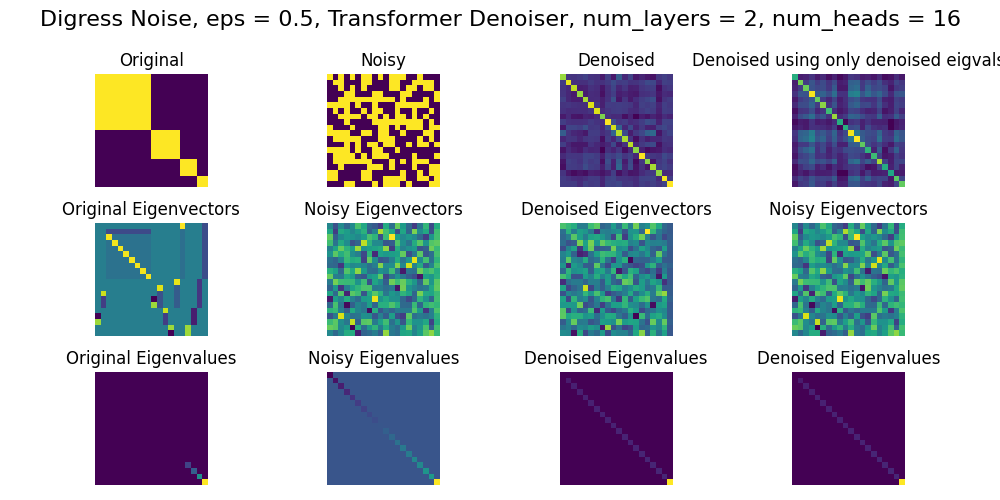 Digress Noise, eps = 0.5, Transformer Denoiser, num_layers = 2, num_heads = 16
Original
Noisy
Denoised
Denoised using only denoised eigvals
Original Eigenvectors
Noisy Eigenvectors
Denoised Eigenvectors
Noisy Eigenvectors
Original Eigenvalues
Noisy Eigenvalues
Denoised Eigenvalues
Denoised Eigenvalues